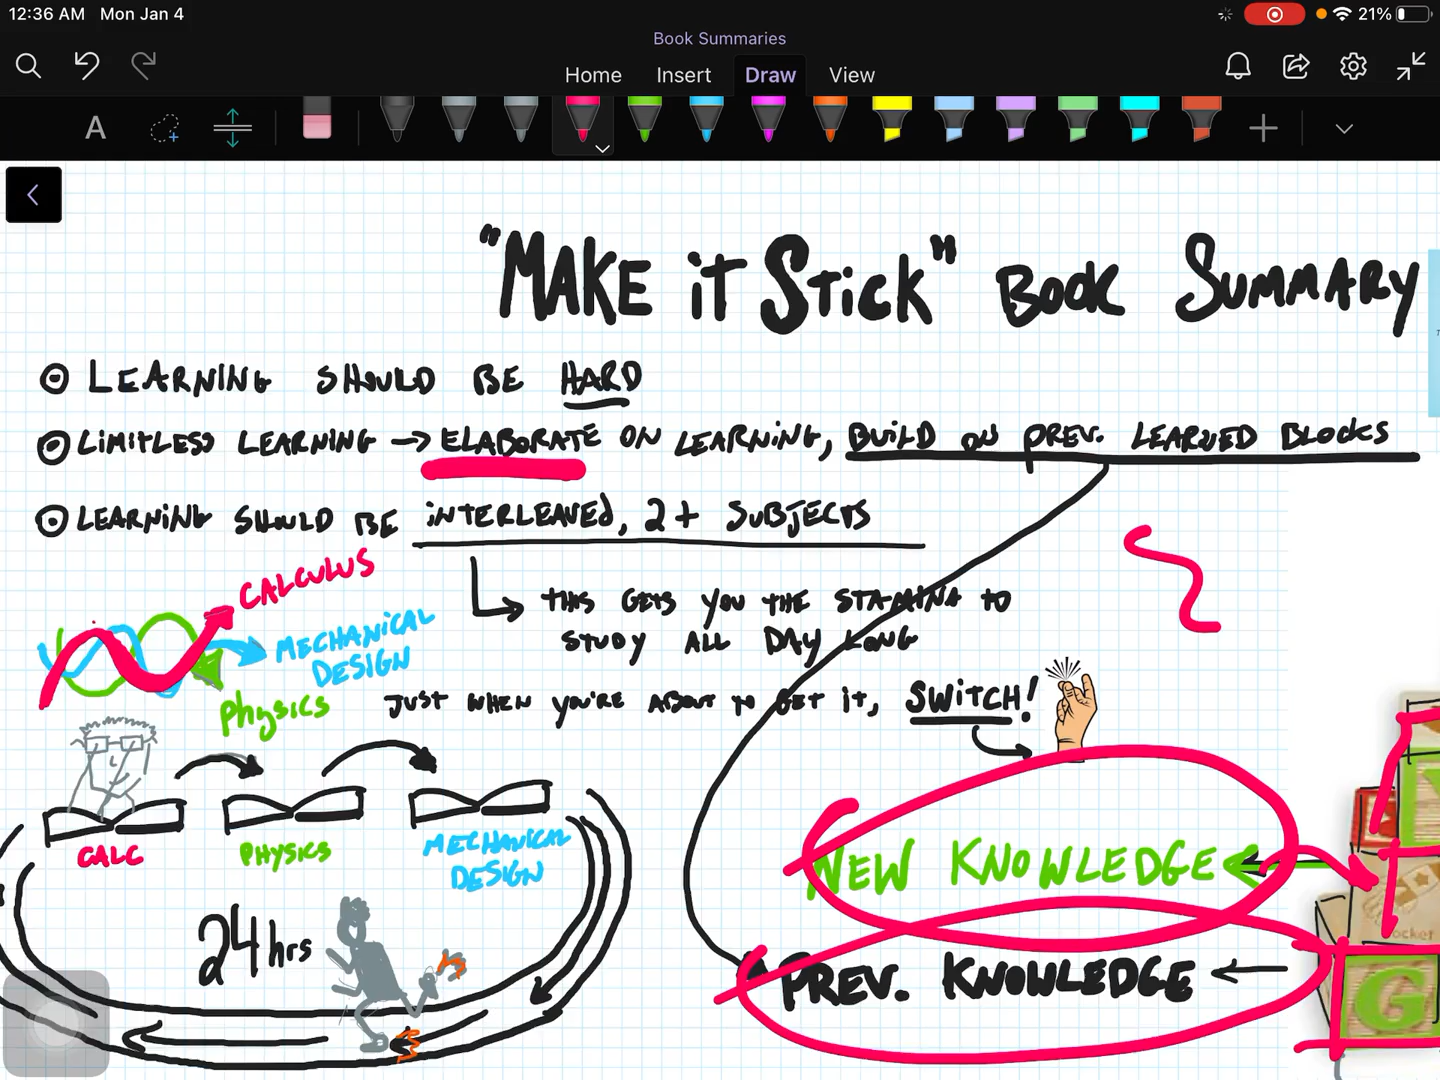 12:36 AM Mon Jan 4
21%
Book Summaries
Home Insert Draw View
A
"MAKE iT STiCK" BOOK SUMMARY
LEARNING SHOULD BE HARD
LiMiTLESS LEARNING → ELABORATE ON LEARNING, BUILD ON PREV. LEARNED BLOCKS
LEARNiNG SHOULD BE iNTERLEAVED, 2+ SUBJECTS
THiS GETS YOU THE STAMINA TO
STUDY ALL DAY LONG
CALCULUS
MECHANICAL
DESIGN
PhYSiCS
JUST WHEN YOU'RE ABOUT TO GET iT, SWiTCH!
CALC
PHYSiCS
MECHANICAL
DESIGN
24 hrs
NEW KNOWLEDGE
PREV. KNOWLEDGE
G